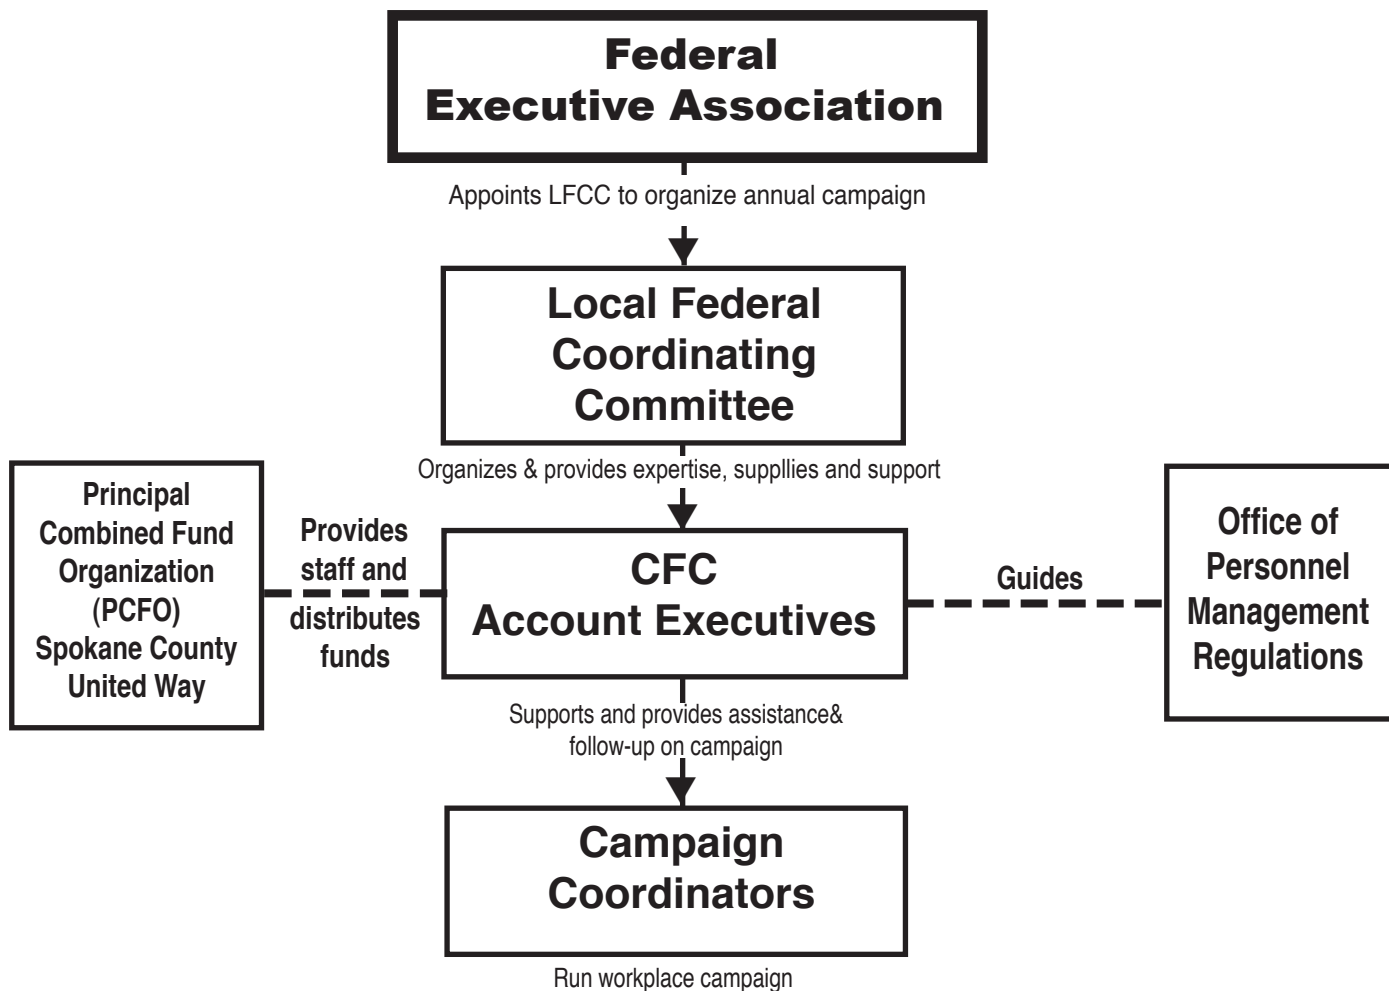 Federal
Executive Association
Appoints LFCC to organize annual campaign
Local Federal
Coordinating
Committee
Organizes & provides expertise, suppllies and support
Principal
Combined Fund
Organization
(PCFO)
Spokane County
United Way
Provides
staff and
distributes
funds
CFC
Account Executives
Guides
Office of
Personnel
Management
Regulations
Supports and provides assistance&
follow-up on campaign
Campaign
Coordinators
Run workplace campaign